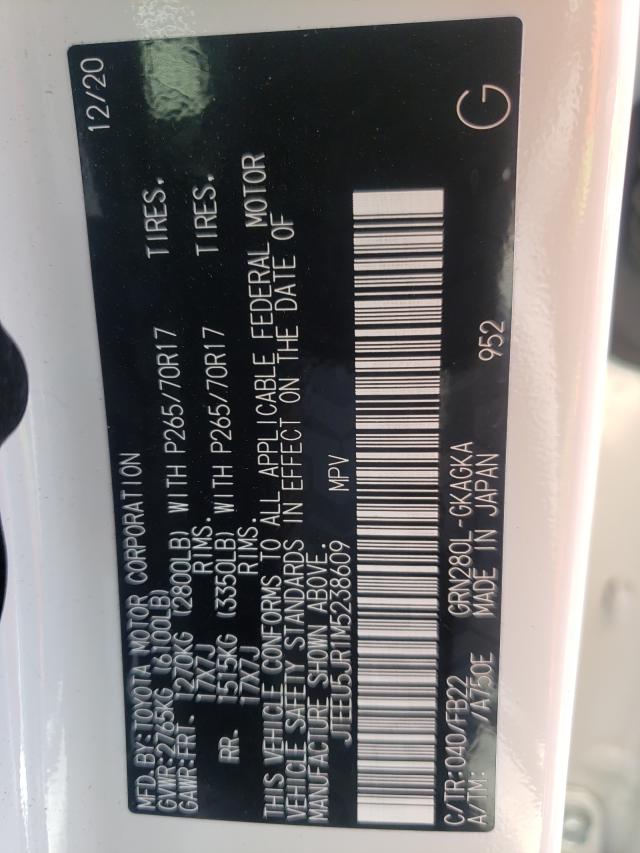 MFD. BY: TOYOTA MOTOR CORPORATION 12/20
GVWR: 2765KG (6100LB)
GAWR: FRT. 1270KG (2800LB) WITH P265/70R17 TIRES.
17X7J RIMS.
RR. 1515KG (3350LB) WITH P265/70R17 TIRES.
17X7J RIMS.
THIS VEHICLE CONFORMS TO ALL APPLICABLE FEDERAL MOTOR
VEHICLE SAFETY STANDARDS IN EFFECT ON THE DATE OF
MANUFACTURE SHOWN ABOVE.
JTEEU5JR1M5238609 MPV
C/TR: 040/FB22 GRN280L-GKAGKA 952 G
A/TM: /A750E MADE IN JAPAN